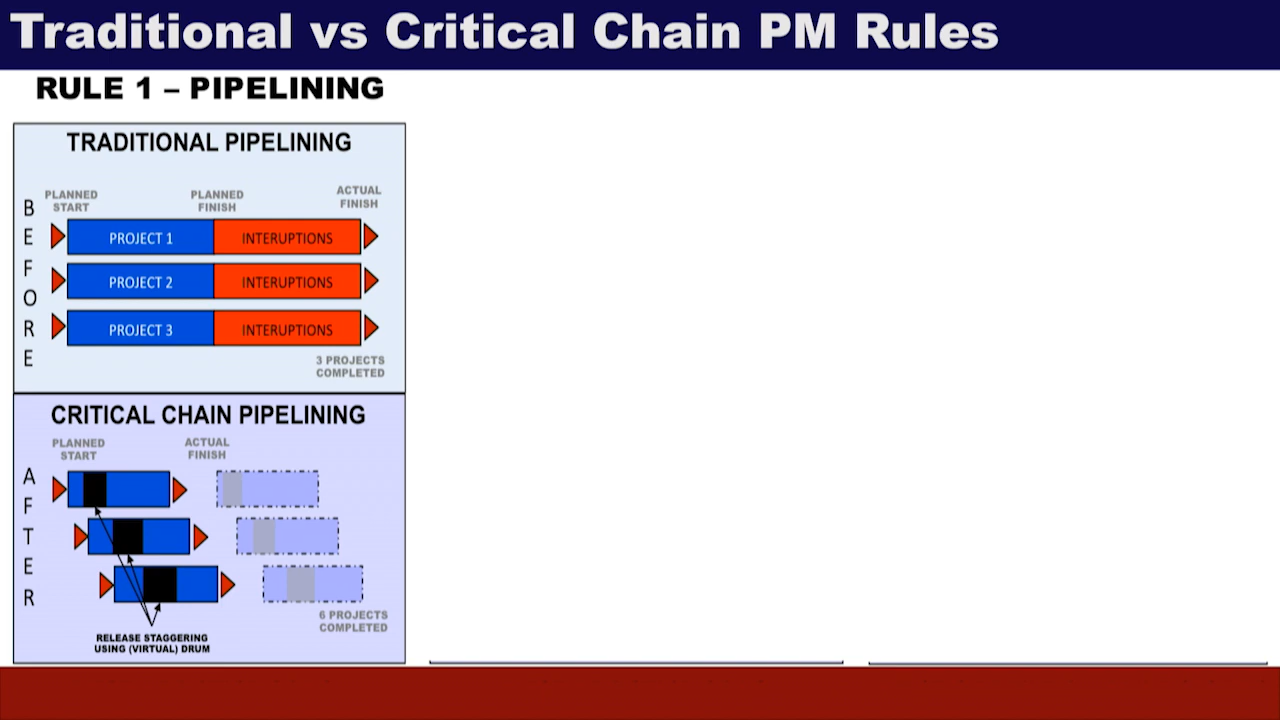 Traditional vs Critical Chain PM Rules
RULE 1 – PIPELINING
TRADITIONAL PIPELINING
BEFORE
PLANNED
START
PLANNED
FINISH
ACTUAL
FINISH
PROJECT 1
INTERUPTIONS
PROJECT 2
INTERUPTIONS
PROJECT 3
INTERUPTIONS
3 PROJECTS
COMPLETED
CRITICAL CHAIN PIPELINING
AFTER
PLANNED
START
ACTUAL
FINISH
6 PROJECTS
COMPLETED
RELEASE STAGGERING
USING (VIRTUAL) DRUM